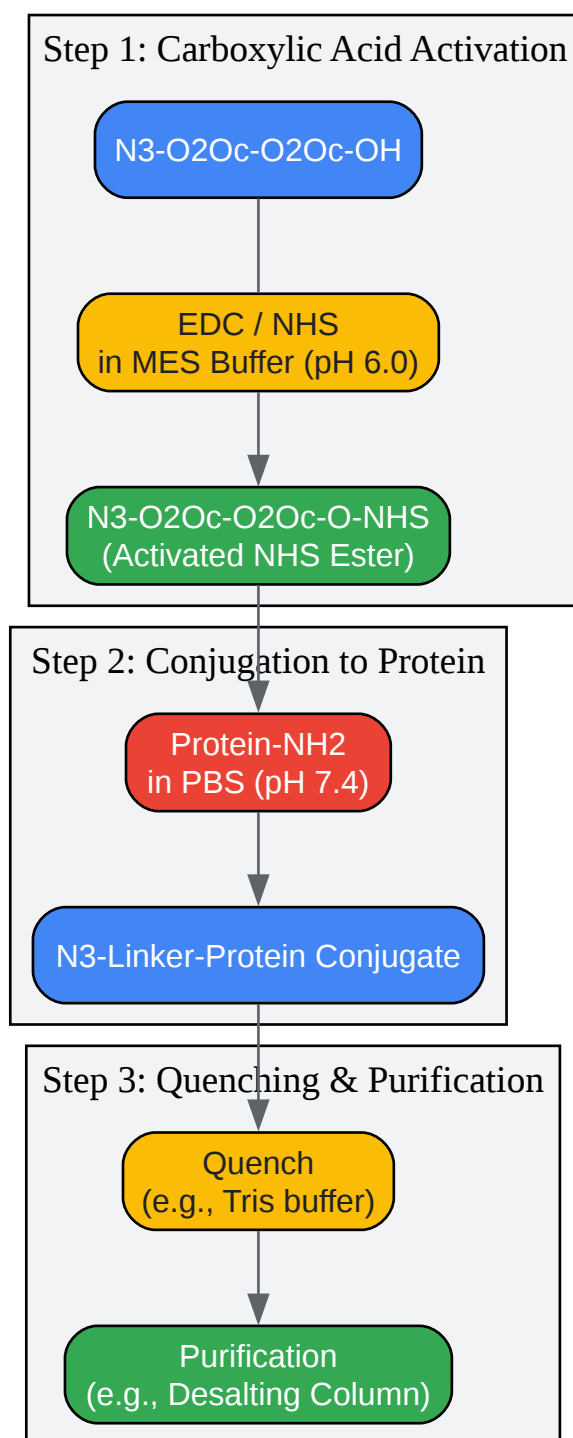 Step 1: Carboxylic Acid Activation
N3-O2Oc-O2Oc-OH
EDC / NHS
in MES Buffer (pH 6.0)
N3-O2Oc-O2Oc-O-NHS
(Activated NHS Ester)
Step 2: Conjugation to Protein
Protein-NH2
in PBS (pH 7.4)
N3-Linker-Protein Conjugate
Step 3: Quenching & Purification
Quench
(e.g., Tris buffer)
Purification
(e.g., Desalting Column)